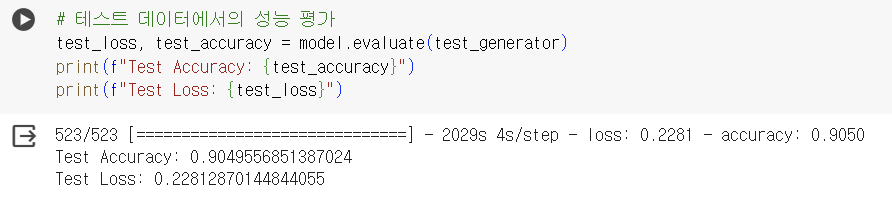 # 테스트 데이터에서의 성능 평가
test_loss, test_accuracy = model.evaluate(test_generator)
print(f"Test Accuracy: {test_accuracy}")
print(f"Test Loss: {test_loss}")
523/523 [==============================] - 2029s 4s/step - loss: 0.2281 - accuracy: 0.9050
Test Accuracy: 0.9049556851387024
Test Loss: 0.22812870144844055